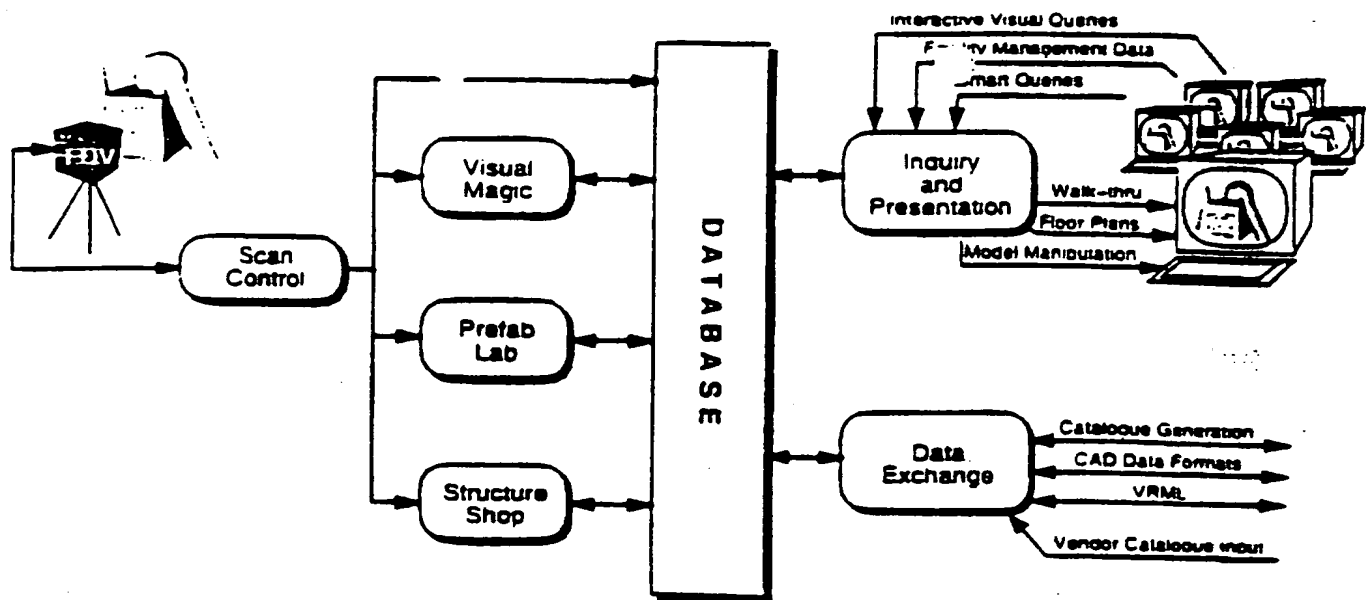 Interactive Visual Queries
Management Data
Queries
Visual
Magic
Inquiry
and
Presentation
Walk-thru
Floor Plans
Model Manipulation
Scan
Control
Prefab
Lab
DATABASE
Structure
Shop
Data
Exchange
Catalogue Generation
CAD Data Formats
VRML
Vendor Catalogue Input